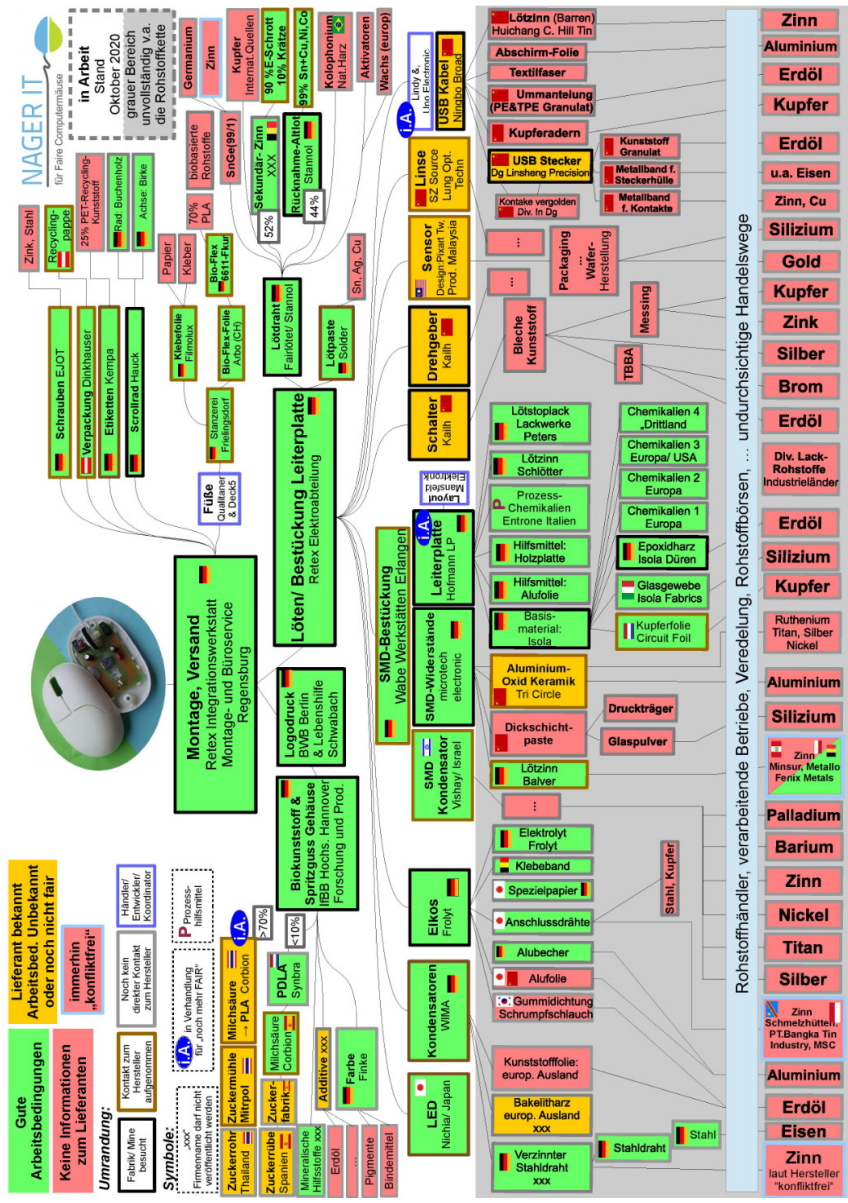 NAGER IT
für Faire Computermäuse
in Arbeit
Stand
Oktober 2020
grauer Bereich
unvollständig v.a.
die Rohstoffkette
Gute
Arbeitsbedingungen
Lieferant bekannt
Arbeitsbed. Unbekannt
oder noch nicht fair
Keine Informationen
zum Lieferanten
immerhin
„konfliktfrei"
Umrandung:
Fabrik/ Mine
besucht
Kontakt zum
Hersteller
aufgenommen
Noch kein
direkter Kontakt
zum Hersteller
Händler/
Entwickler/
Koordinator
Symbole:
„xxx"
Firmenname darf nicht
veröffentlicht werden
i.A. in Verhandlung
für „noch mehr FAIR"
P Prozess-
hilfsmittel
Montage, Versand
Retex Integrationswerkstatt
Montage- und Büroservice
Regensburg
Schrauben EJOT
Zink, Stahl
Verpackung Dinkhauser
Recycling-
pappe
Etiketten Kempa
25% PET-Recycling-
Kunststoff
Scrollrad Hauck
Rad: Buchenholz
Achse: Birke
Füße
Qualitaner
& Deck5
Stanzerei
Frielingsdorf
Klebefolie
Filmolux
Papier
Kleber
Bio-Flex-Folie
Arbo (CH)
Bio-Flex
6611-Fkur
70%
PLA
biobasierte
Rohstoffe
Löten/ Bestückung Leiterplatte
Retex Elektroabteilung
Lötdraht
Fairlötet/ Stannol
SnGe(99/1)
Germanium
Zinn
52%
Sekundär- Zinn
XXX
Kupfer
Internat.Quellen
90 %E-Schrott
10% Krätze
44%
Rücknahme-Altlot
Stannol
99% Sn+Cu,Ni,Co
Kolophonium
Nat.Harz
Aktivatoren
Wachs (europ)
Lötpaste
Solder
Sn, Ag, Cu
Logodruck
BWB Berlin
& Lebenshilfe
Schwabach
Biokunststoff &
Spritzguss Gehäuse
IfBB Hochs. Hannover
Forschung und Prod.
>70%
i.A.
Milchsäure
→ PLA Corbion
Zuckermühle
Mitrpol
Zuckerrohr
Thailand
<10%
PDLA
Synbra
Milchsäure
Corbion
Zucker-
fabrik
Zuckerrübe
Spanien
Additive xxx
Mineralische
Hilfsstoffe xxx
Erdöl
...
Farbe
Finke
Pigmente
Bindemittel
LED
Nichia/ Japan
Kondensatoren
WIMA
Elkos
Frolyt
SMD-Bestückung
Wabe Werkstätten Erlangen
SMD
Kondensator
Vishay/ Israel
SMD-Widerstände
microtech
electronic
i.A.
Leiterplatte
Hofmann LP
Layout
Mansfeld
Elektronik
Schalter
Kailh
Drehgeber
Kailh
Sensor
Design:Pixart Tw.
Prod. Malaysia
Linse
SZ-Source
Lung Opt.
Techn
USB Kabel
Ningbo Broad
i.A.
Lindy &
Uno Electronic
Verzinnter
Stahldraht
xxx
Stahldraht
Stahl
Bakelitharz
europ. Ausland
xxx
Kunststofffolie:
europ. Ausland
Gummidichtung
Schrumpfschlauch
Alufolie
Alubecher
Anschlussdrähte
Spezielpapier
Klebeband
Elektrolyt
Frolyt
Stahl, Kupfer
...
Lötzinn
Balver
Dickschicht-
paste
Glaspulver
Druckträger
Aluminium-
Oxid Keramik
Tri Circle
Basis-
material:
Isola
Hilfsmittel:
Alufolie
Hilfsmittel:
Holzplatte
P Prozess-
Chemikalien
Entrone Italien
Lötzinn
Schlötter
Lötstoplack
Lackwerke
Peters
Kupferfolie
Circuit Foil
Glasgewebe
Isola Fabrics
Epoxidharz
Isola Düren
Chemikalien 1
Europa
Chemikalien 2
Europa
Chemikalien 3
Europa/ USA
Chemikalien 4
„Drittland
Bleche
Kunststoff
TBBA
Messing
...
Packaging
...
Wafer-
Herstellung
...
Kontake vergolden
Div. In Dg
USB Stecker
Dg Linsheng Precision
Metallband
f. Kontakte
Metallband f.
Steckerhülle
Kunststoff
Granulat
Kupferadern
Ummantelung
(PE&TPE Granulat)
Textilfaser
Abschirm-Folie
Lötzinn (Barren)
Huichang C. Hill Tin
Rohstoffhändler, verarbeitende Betriebe, Veredelung, Rohstoffbörsen, ... undurchsichtige Handelswege
Zinn
laut Hersteller
"konfliktfrei"
Eisen
Erdöl
Aluminium
Zinn
Schmelzhütten:
PT.Bangka Tin
Industry, MSC
Silber
Titan
Nickel
Zinn
Barium
Palladium
Zinn
Minsur, Metallo
Fenix Metals
Silizium
Aluminium
Ruthenium
Titan, Silber
Nickel
Kupfer
Silizium
Erdöl
Div. Lack-
Rohstoffe
Industrieländer
Erdöl
Brom
Silber
Zink
Kupfer
Gold
Silizium
Zinn, Cu
u.a. Eisen
Erdöl
Kupfer
Erdöl
Aluminium
Zinn